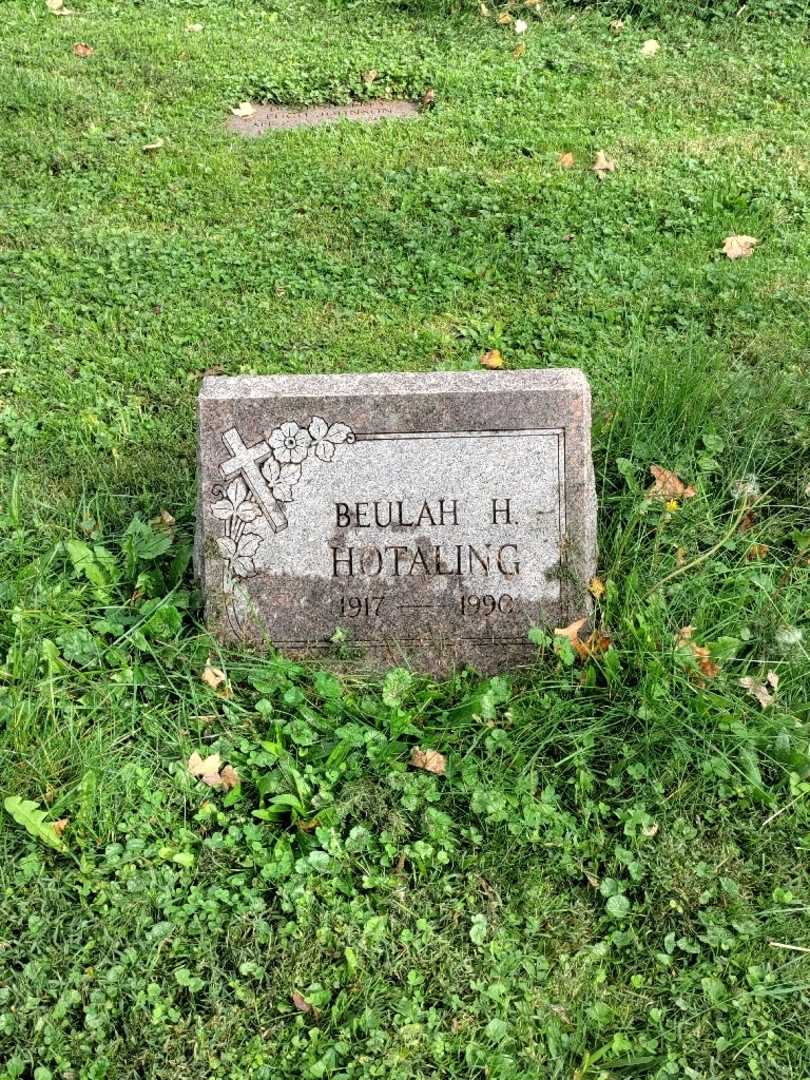 BEULAH H.
HOTALING
1917 — 1990